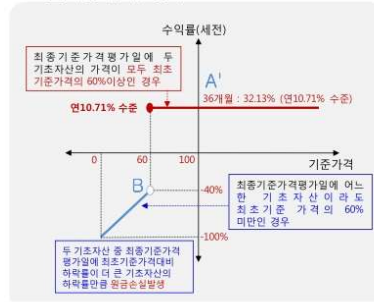 수익률(세전)
최종기준가격평가일에 두
기초자산의 가격이 모두 최초
기준가격의 60%이상인 경우
A'
36개월 : 32.13% (연10.71% 수준)
연10.71% 수준
0 60 100
기준가격
B
-40%
-100%
최종기준가격평가일에 어느
한 기초자산이라도
최초기준 가격의 60%
미만인 경우
두 기초자산 중 최종기준가격
평가일에 최초기준가격대비
하락률이 더 큰 기초자산의
하락률만큼 원금손실발생